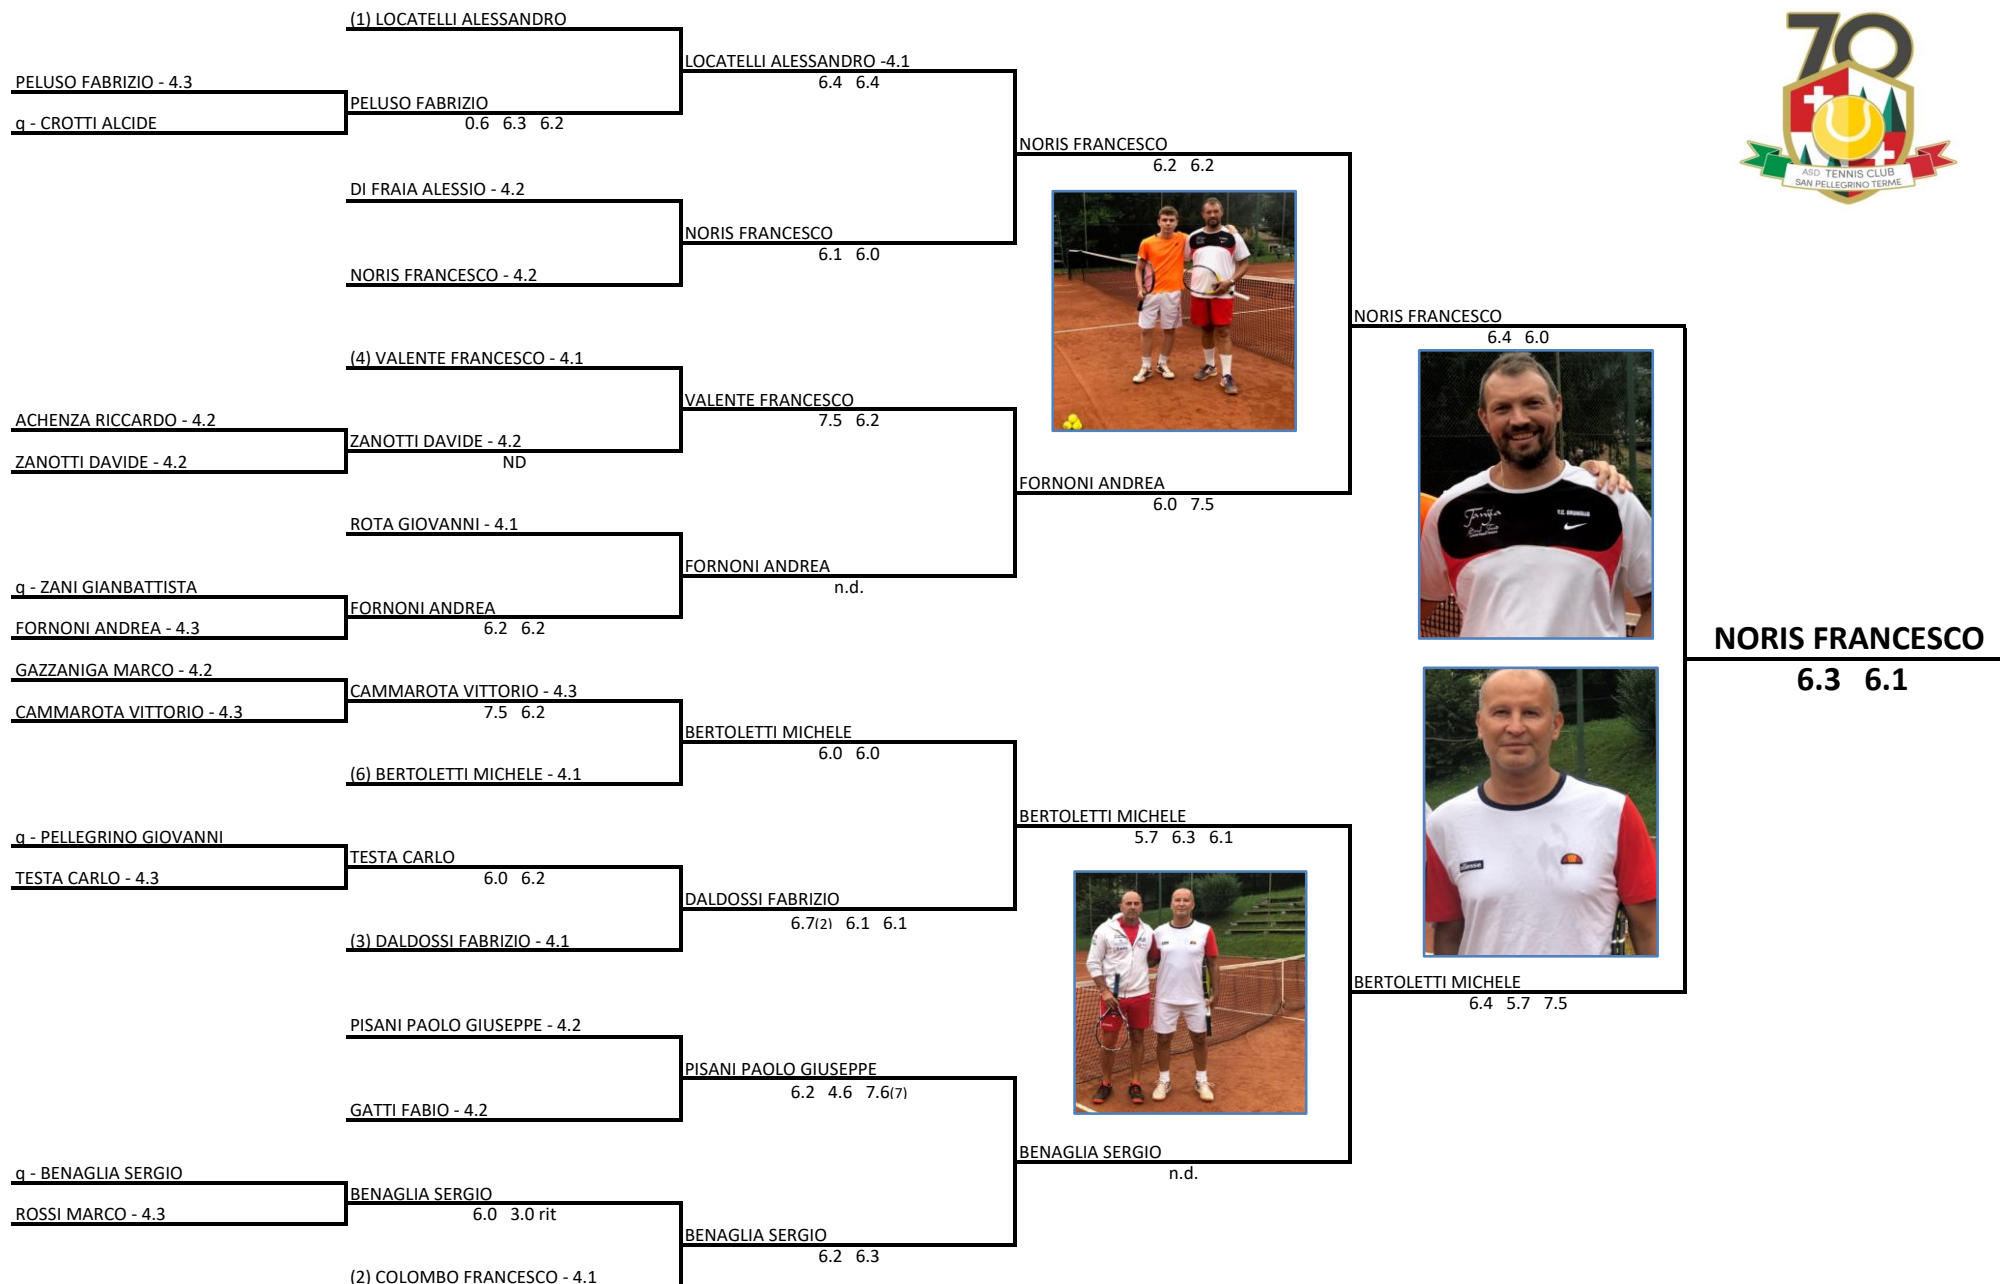 (1) LOCATELLI ALESSANDRO
PELUSO FABRIZIO - 4.3
q - CROTTI ALCIDE
PELUSO FABRIZIO
0.6 6.3 6.2
LOCATELLI ALESSANDRO -4.1
6.4 6.4
DI FRAIA ALESSIO - 4.2
NORIS FRANCESCO - 4.2
NORIS FRANCESCO
6.1 6.0
NORIS FRANCESCO
6.2 6.2
(4) VALENTE FRANCESCO - 4.1
ACHENZA RICCARDO - 4.2
ZANOTTI DAVIDE - 4.2
ZANOTTI DAVIDE - 4.2
ND
VALENTE FRANCESCO
7.5 6.2
ROTA GIOVANNI - 4.1
q - ZANI GIANBATTISTA
FORNONI ANDREA - 4.3
FORNONI ANDREA
6.2 6.2
FORNONI ANDREA
n.d.
FORNONI ANDREA
6.0 7.5
NORIS FRANCESCO
6.4 6.0
GAZZANIGA MARCO - 4.2
CAMMAROTA VITTORIO - 4.3
CAMMAROTA VITTORIO - 4.3
7.5 6.2
(6) BERTOLETTI MICHELE - 4.1
BERTOLETTI MICHELE
6.0 6.0
q - PELLEGRINO GIOVANNI
TESTA CARLO - 4.3
TESTA CARLO
6.0 6.2
(3) DALDOSSI FABRIZIO - 4.1
DALDOSSI FABRIZIO
6.7(2) 6.1 6.1
BERTOLETTI MICHELE
5.7 6.3 6.1
PISANI PAOLO GIUSEPPE - 4.2
GATTI FABIO - 4.2
PISANI PAOLO GIUSEPPE
6.2 4.6 7.6(7)
q - BENAGLIA SERGIO
ROSSI MARCO - 4.3
BENAGLIA SERGIO
6.0 3.0 rit
(2) COLOMBO FRANCESCO - 4.1
BENAGLIA SERGIO
6.2 6.3
BENAGLIA SERGIO
n.d.
BERTOLETTI MICHELE
6.4 5.7 7.5
NORIS FRANCESCO
6.3 6.1
70
ASD TENNIS CLUB
SAN PELLEGRINO TERME